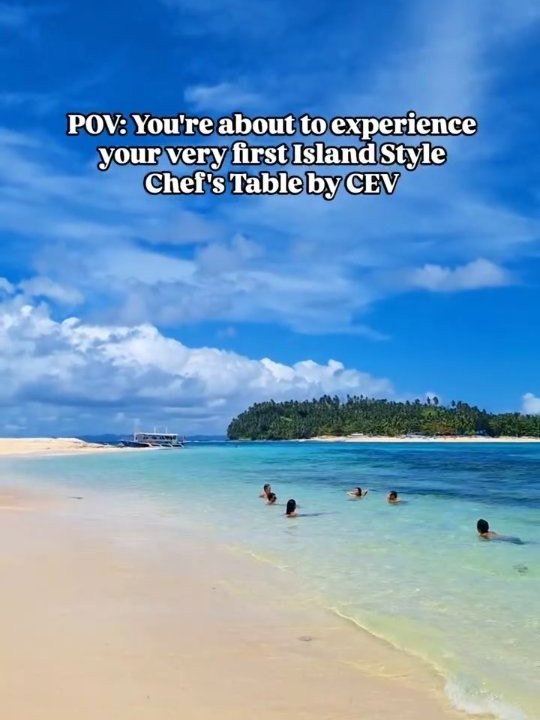 POV: You're about to experience
your very first Island Style
Chef's Table by CEV